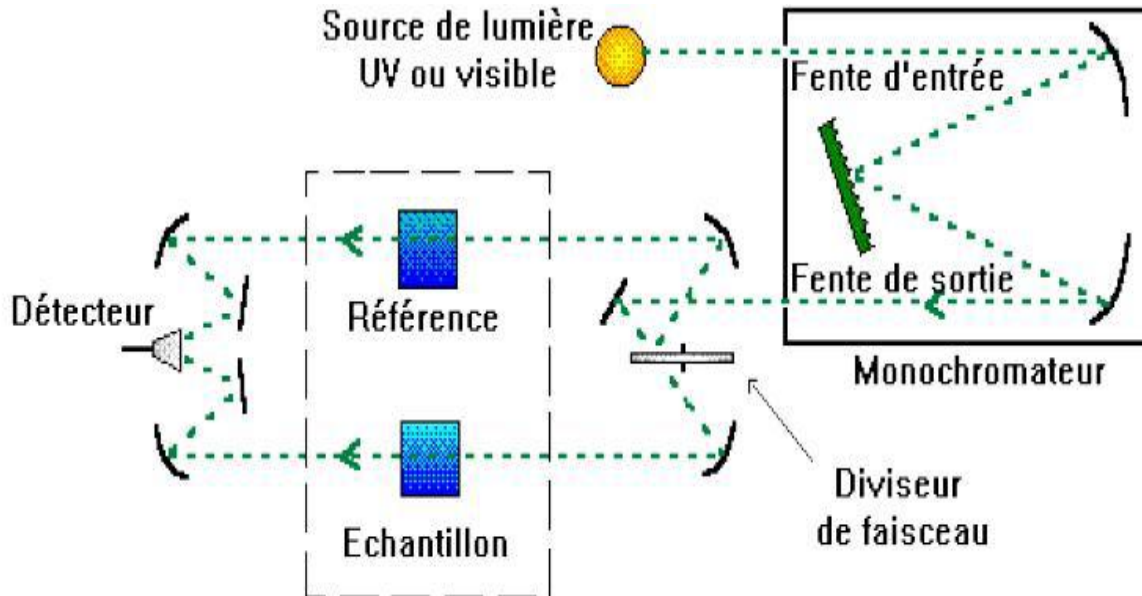 Source de lumière
UV ou visible
Fente d'entrée
Fente de sortie
Monochromateur
Référence
Détecteur
Echantillon
Diviseur
de faisceau